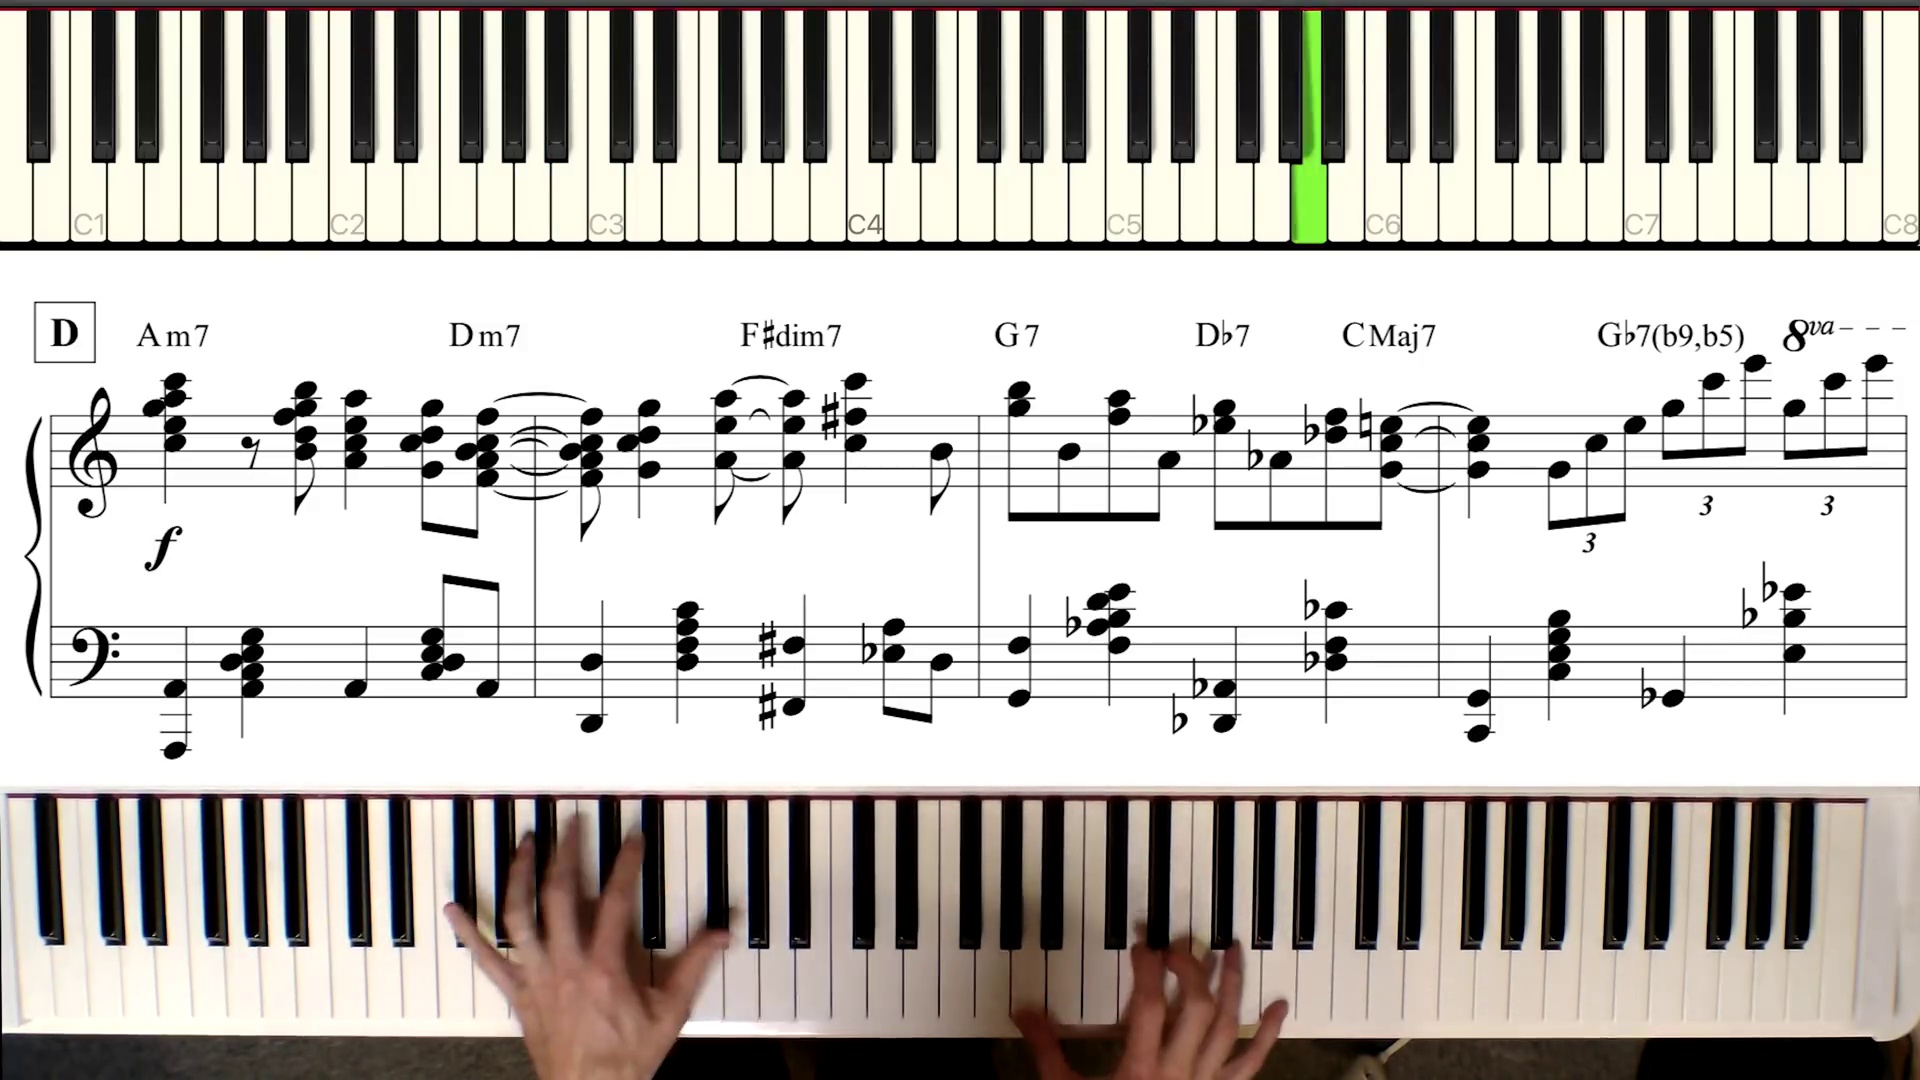 C1 C2 C3 C4 C5 C6 C7 C8
D Am7 Dm7 F♯dim7 G7 D♭7 CMaj7 G♭7(b9,b5) 8va
f
3 3 3